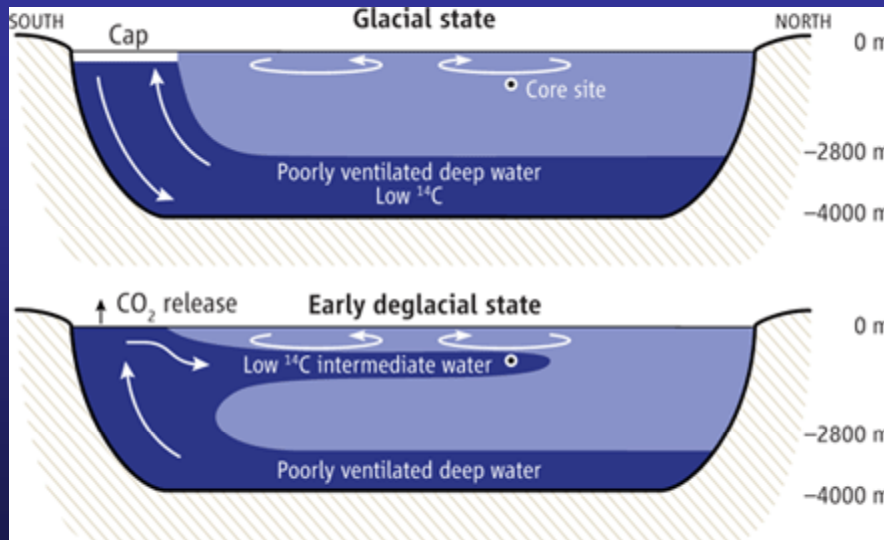 Glacial state
SOUTH
NORTH
Cap
0 m
Core site
Poorly ventilated deep water
Low ¹⁴C
–2800 m
–4000 m
CO₂ release
Early deglacial state
0 m
Low ¹⁴C intermediate water
–2800 m
Poorly ventilated deep water
–4000 m